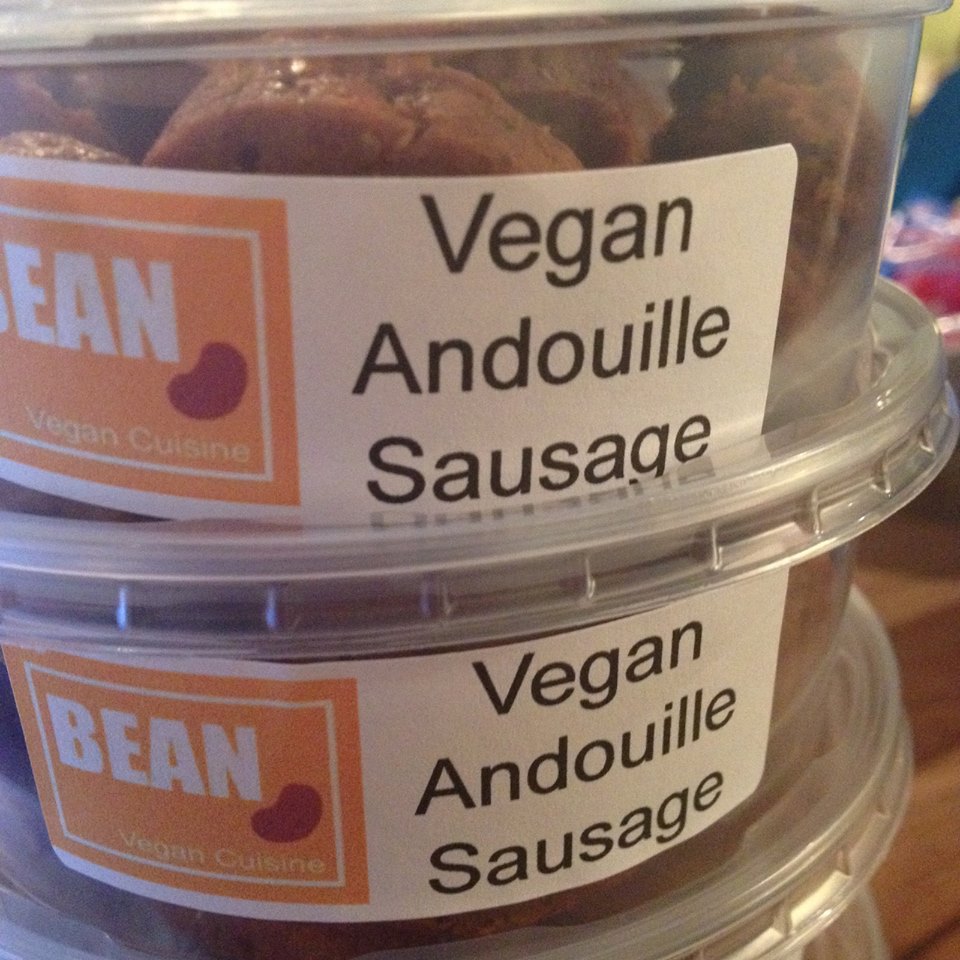 BEAN
Vegan Cuisine
Vegan
Andouille
Sausage
BEAN
Vegan Cuisine
Vegan
Andouille
Sausage